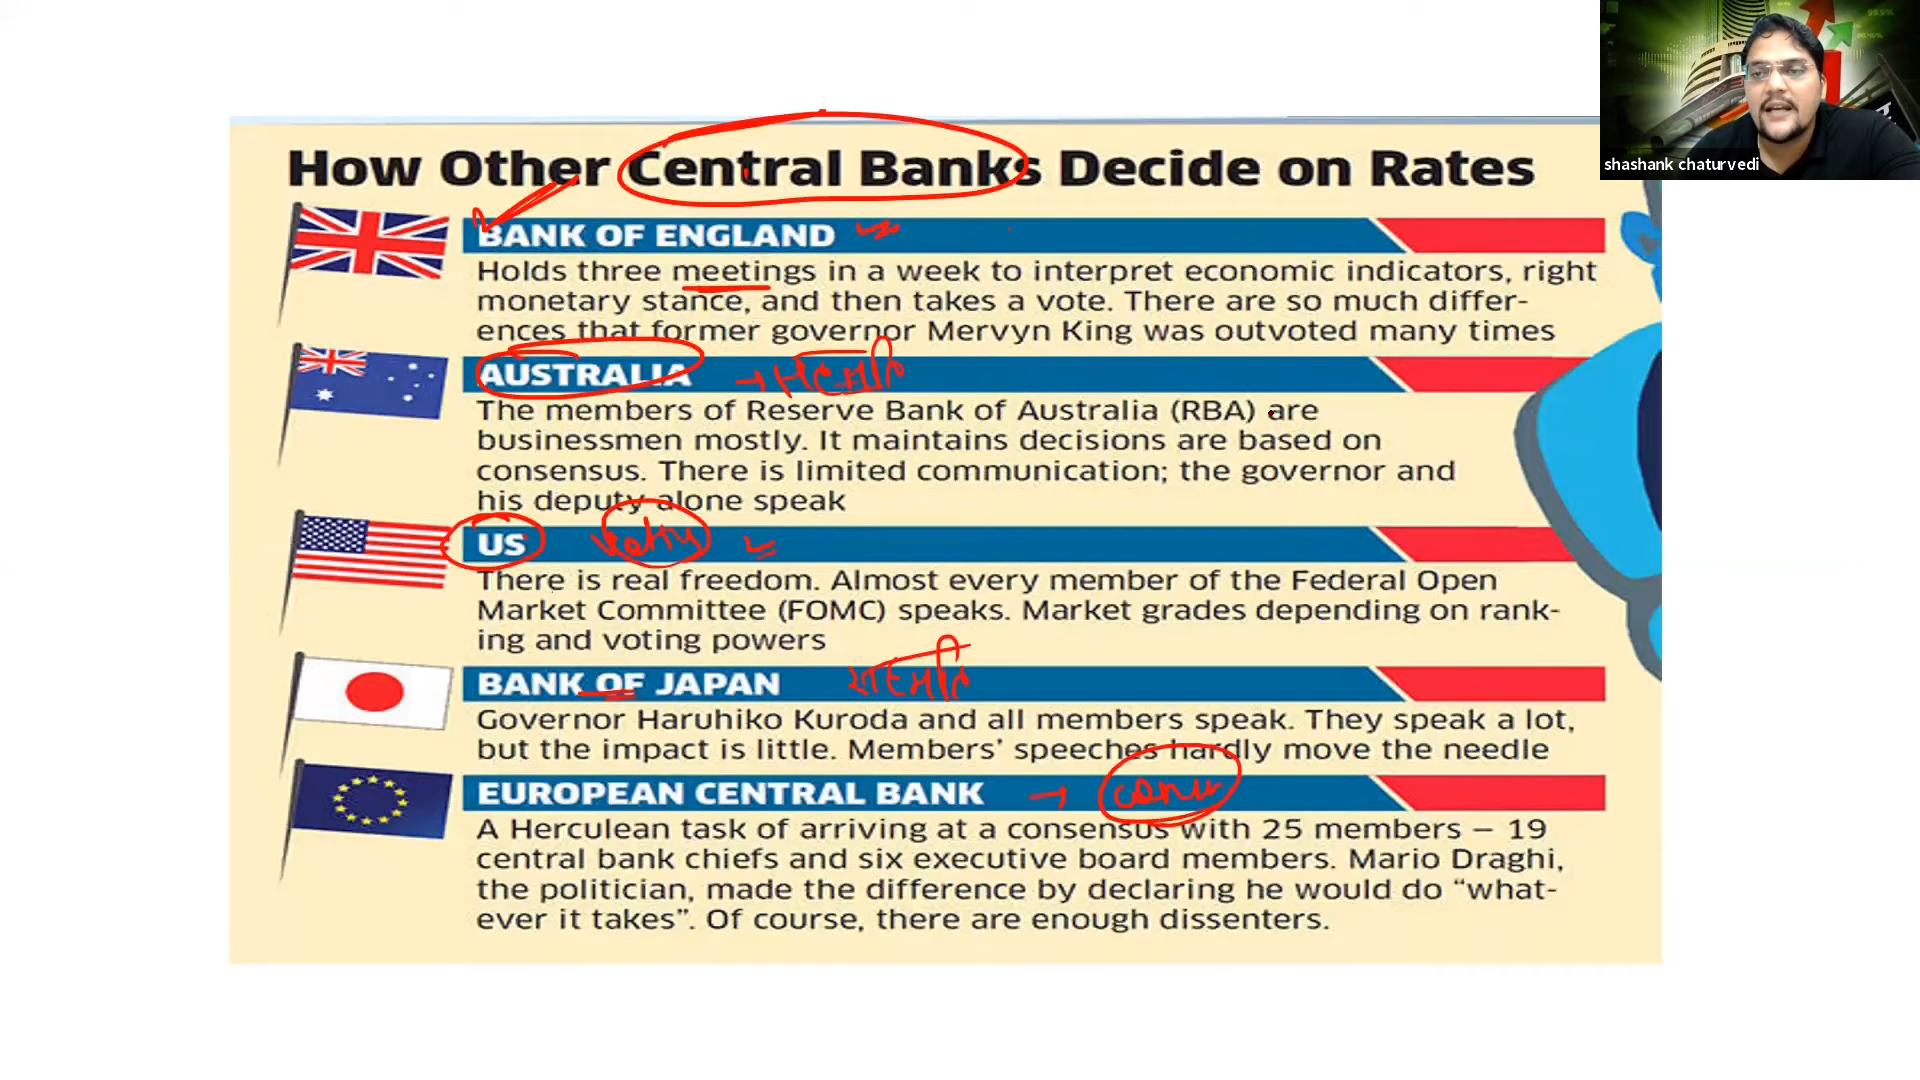 shashank chaturvedi
How Other Central Banks Decide on Rates
BANK OF ENGLAND
Holds three meetings in a week to interpret economic indicators, right
monetary stance, and then takes a vote. There are so much differ-
ences that former governor Mervyn King was outvoted many times
AUSTRALIA
The members of Reserve Bank of Australia (RBA) are
businessmen mostly. It maintains decisions are based on
consensus. There is limited communication; the governor and
his deputy alone speak
US
There is real freedom. Almost every member of the Federal Open
Market Committee (FOMC) speaks. Market grades depending on rank-
ing and voting powers
BANK OF JAPAN
Governor Haruhiko Kuroda and all members speak. They speak a lot,
but the impact is little. Members’ speeches hardly move the needle
EUROPEAN CENTRAL BANK
A Herculean task of arriving at a consensus with 25 members – 19
central bank chiefs and six executive board members. Mario Draghi,
the politician, made the difference by declaring he would do “what-
ever it takes”. Of course, there are enough dissenters.